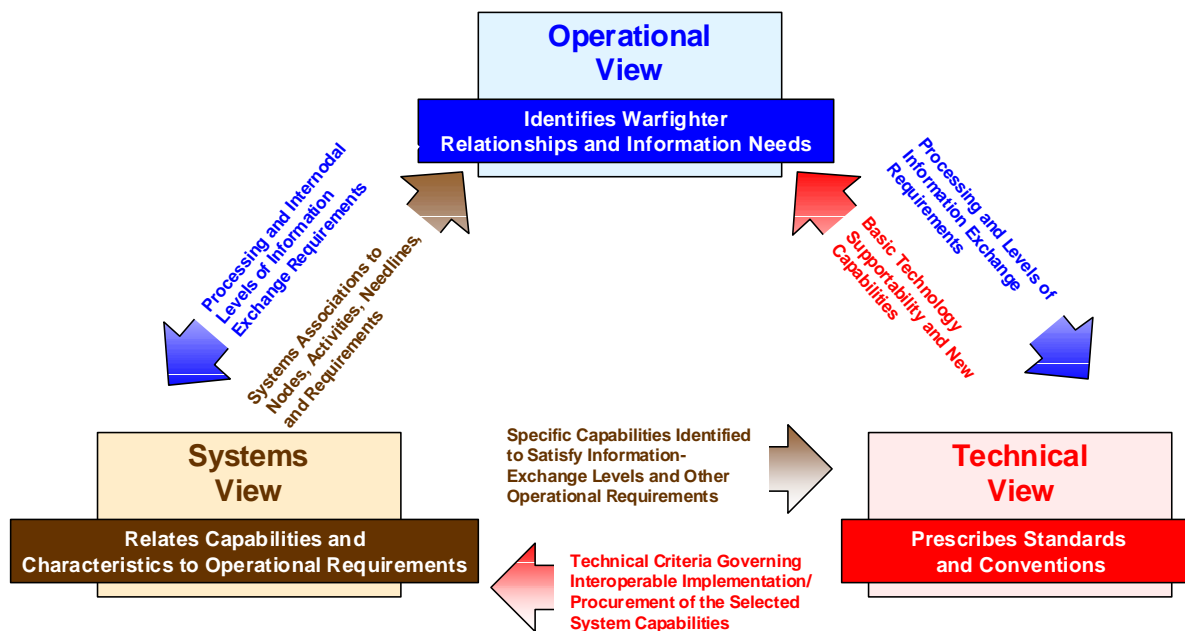 Operational
View
Identifies Warfighter
Relationships and Information Needs
Processing and Internodal
Levels of Information
Exchange Requirements
Systems Associations to
Nodes, Activities, Needlines,
and Requirements
Basic Technology
Supportability and New
Capabilities
Processing and Levels of
Information Exchange
Requirements
Systems
View
Relates Capabilities and
Characteristics to Operational Requirements
Specific Capabilities Identified
to Satisfy Information-
Exchange Levels and Other
Operational Requirements
Technical Criteria Governing
Interoperable Implementation/
Procurement of the Selected
System Capabilities
Technical
View
Prescribes Standards
and Conventions